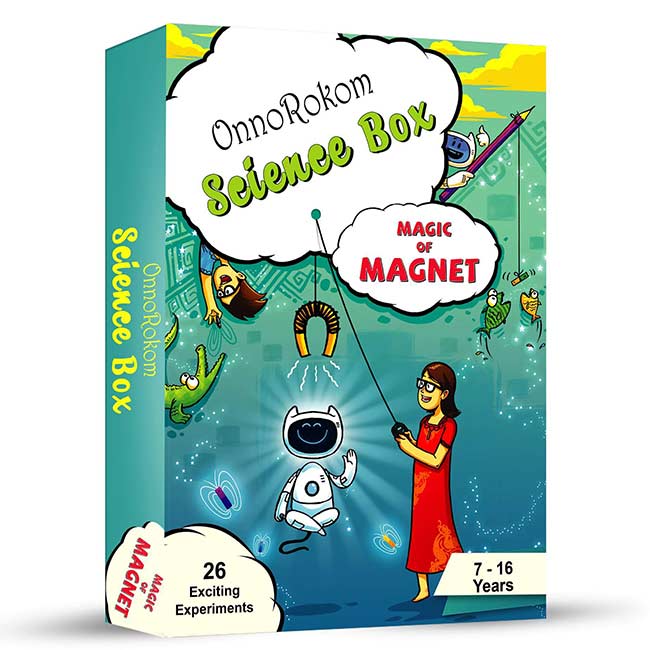 OnnoRokom
Science Box
MAGIC
OF
MAGNET
26
Exciting
Experiments
7 - 16
Years
OnnoRokom
Science Box
MAGIC
OF
MAGNET